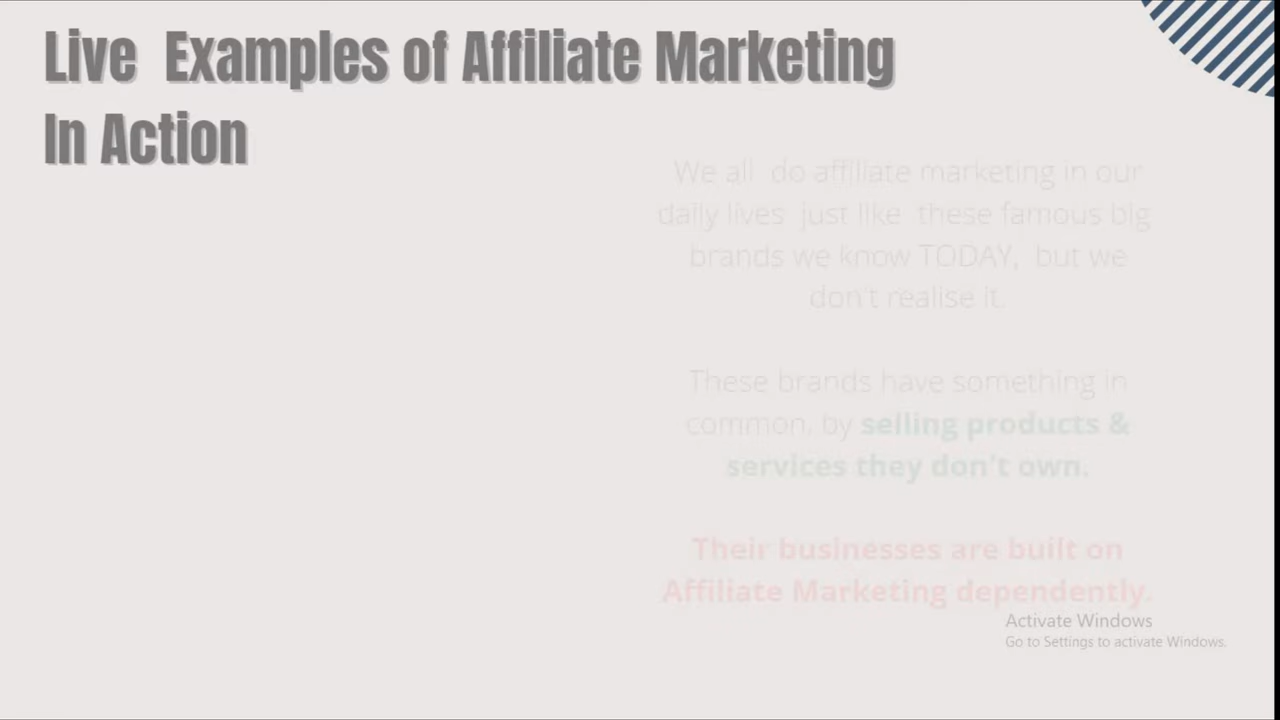 Live Examples of Affiliate Marketing
In Action
We all do affiliate marketing in our
daily lives just like these famous big
brands we know TODAY, but we
don't realise it.
These brands have something in
common, by selling products &
services they don't own.
Their businesses are built on
Affiliate Marketing dependently.
Activate Windows
Go to Settings to activate Windows.